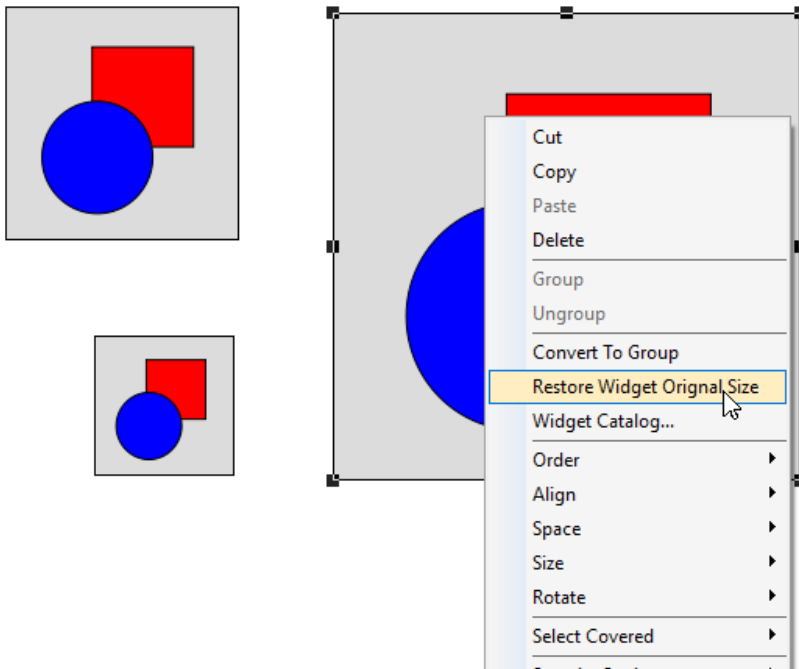 Cut
Copy
Paste
Delete
Group
Ungroup
Convert To Group
Restore Widget Orignal Size
Widget Catalog...
Order
Align
Space
Size
Rotate
Select Covered